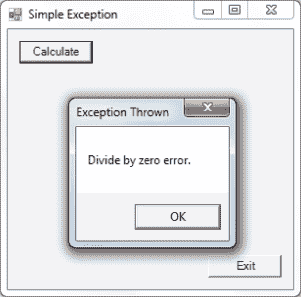 Simple Exception
Calculate
Exception Thrown
Divide by zero error.
OK
Exit